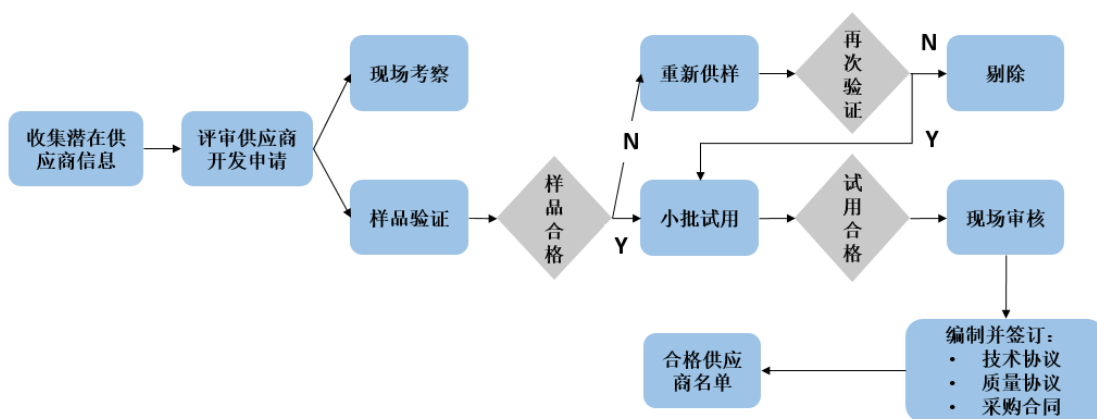 收集潜在供
应商信息
评审供应商
开发申请
现场考察
样品验证
样
品
合
格
N
Y
重新供样
再
次
验
证
N
Y
剔除
小批试用
试
用
合
格
现场审核
编制并签订：
• 技术协议
• 质量协议
• 采购合同
合格供应
商名单